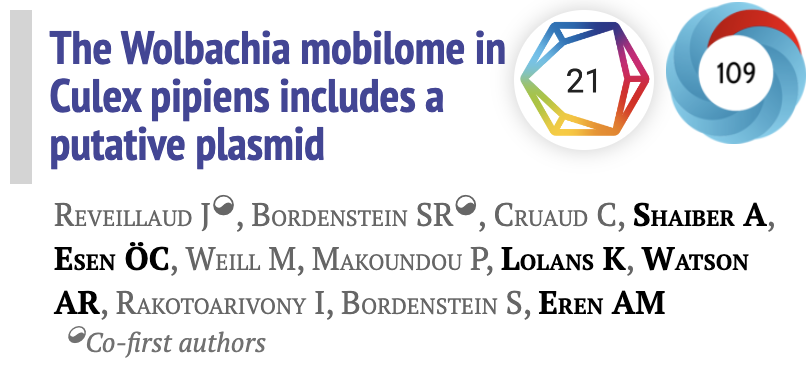 The Wolbachia mobilome in
Culex pipiens includes a
putative plasmid
21
109
Reveillaud J, Bordenstein SR, Cruaud C, Shaiber A,
Esen ÖC, Weill M, Makoundou P, Lolans K, Watson
AR, Rakotoarivony I, Bordenstein S, Eren AM
Co-first authors